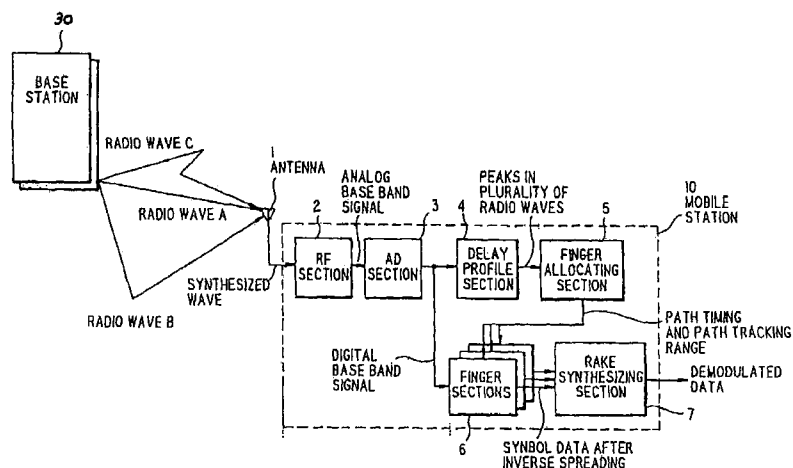 30
BASE
STATION
RADIO WAVE C
1
ANTENNA
RADIO WAVE A
RADIO WAVE B
SYNTHESIZED
WAVE
2
RF
SECTION
ANALOG
BASE BAND
SIGNAL
3
AD
SECTION
4
DELAY
PROFILE
SECTION
PEAKS IN
PLURALITY OF
RADIO WAVES
5
FINGER
ALLOCATING
SECTION
10
MOBILE
STATION
PATH TIMING
AND PATH TRACKING
RANGE
DIGITAL
BASE BAND
SIGNAL
FINGER
SECTIONS
6
RAKE
SYNTHESIZING
SECTION
7
DEMODULATED
DATA
SYNBOL DATA AFTER
INVERSE SPREADING